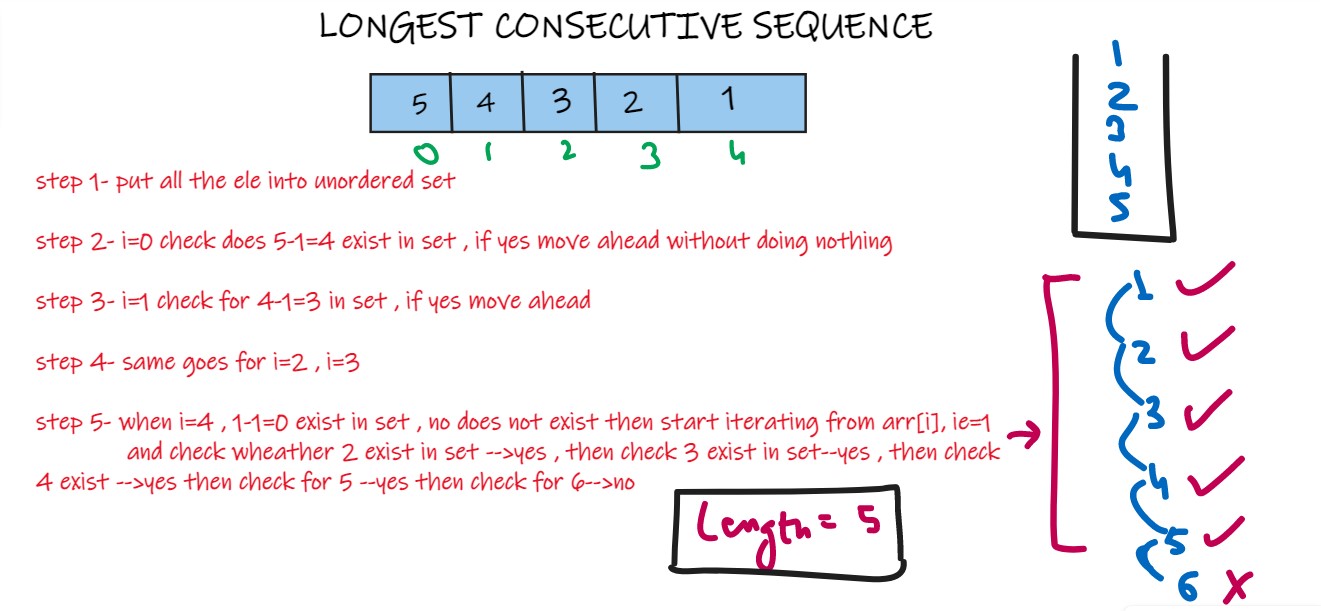 LONGEST CONSECUTIVE SEQUENCE
5 4 3 2 1
0 1 2 3 4
step 1- put all the ele into unordered set
step 2- i=0 check does 5-1=4 exist in set , if yes move ahead without doing nothing
step 3- i=1 check for 4-1=3 in set , if yes move ahead
step 4- same goes for i=2 , i=3
step 5- when i=4 , 1-1=0 exist in set , no does not exist then start iterating from arr[i], ie=1
and check wheather 2 exist in set -->yes , then check 3 exist in set--yes , then check
4 exist -->yes then check for 5 --yes then check for 6-->no
Length = 5
1
2
3
4
5
1 ✓
2 ✓
3 ✓
4 ✓
5 ✓
6 ✗